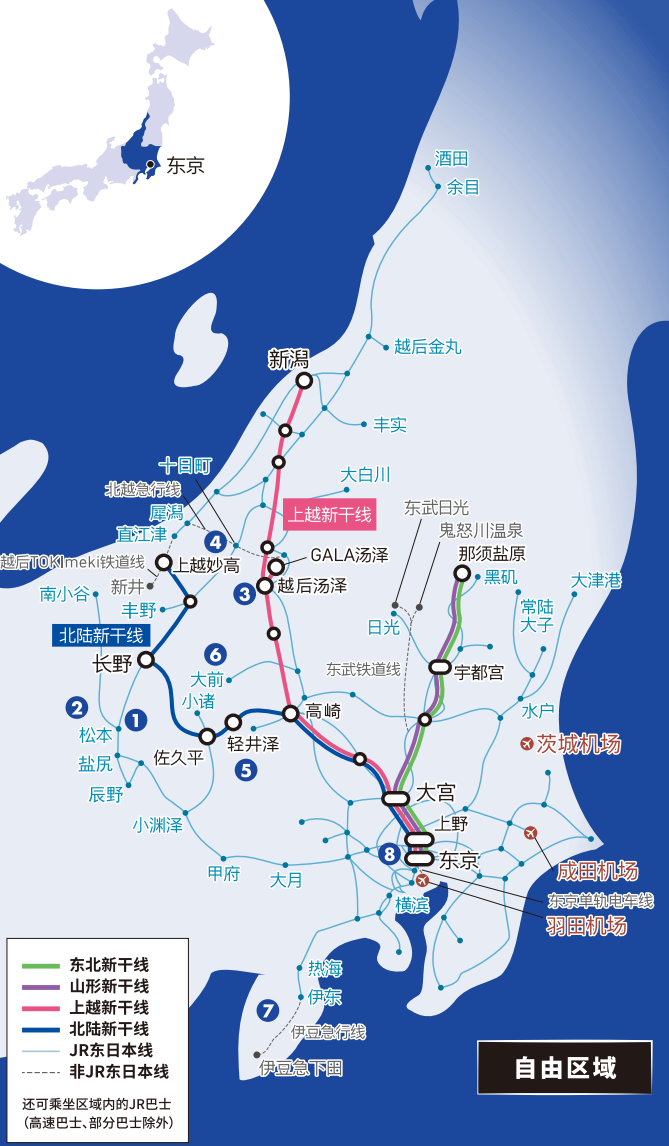 东京
酒田
余目
越后金丸
新潟
丰实
十日町
大白川
北越急行线
上越新干线
东武日光
犀潟
鬼怒川温泉
直江津
4
GALA汤泽
那须盐原
越后TOKImeki铁道线
上越妙高
黑矶
大津港
新井
3
越后汤泽
南小谷
常陆
大子
丰野
日光
北陆新干线
6
长野
东武铁道线
宇都宫
大前
小诸
2
1
高崎
水户
松本
轻井泽
茨城机场
佐久平
盐尻
5
辰野
大宫
小渊泽
上野
8
东京
甲府
大月
成田机场
横滨
东京单轨电车线
羽田机场
热海
伊东
7
伊豆急行线
伊豆急下田
东北新干线
山形新干线
上越新干线
北陆新干线
JR东日本线
非JR东日本线
还可乘坐区域内的JR巴士
（高速巴士、部分巴士除外）
自由区域